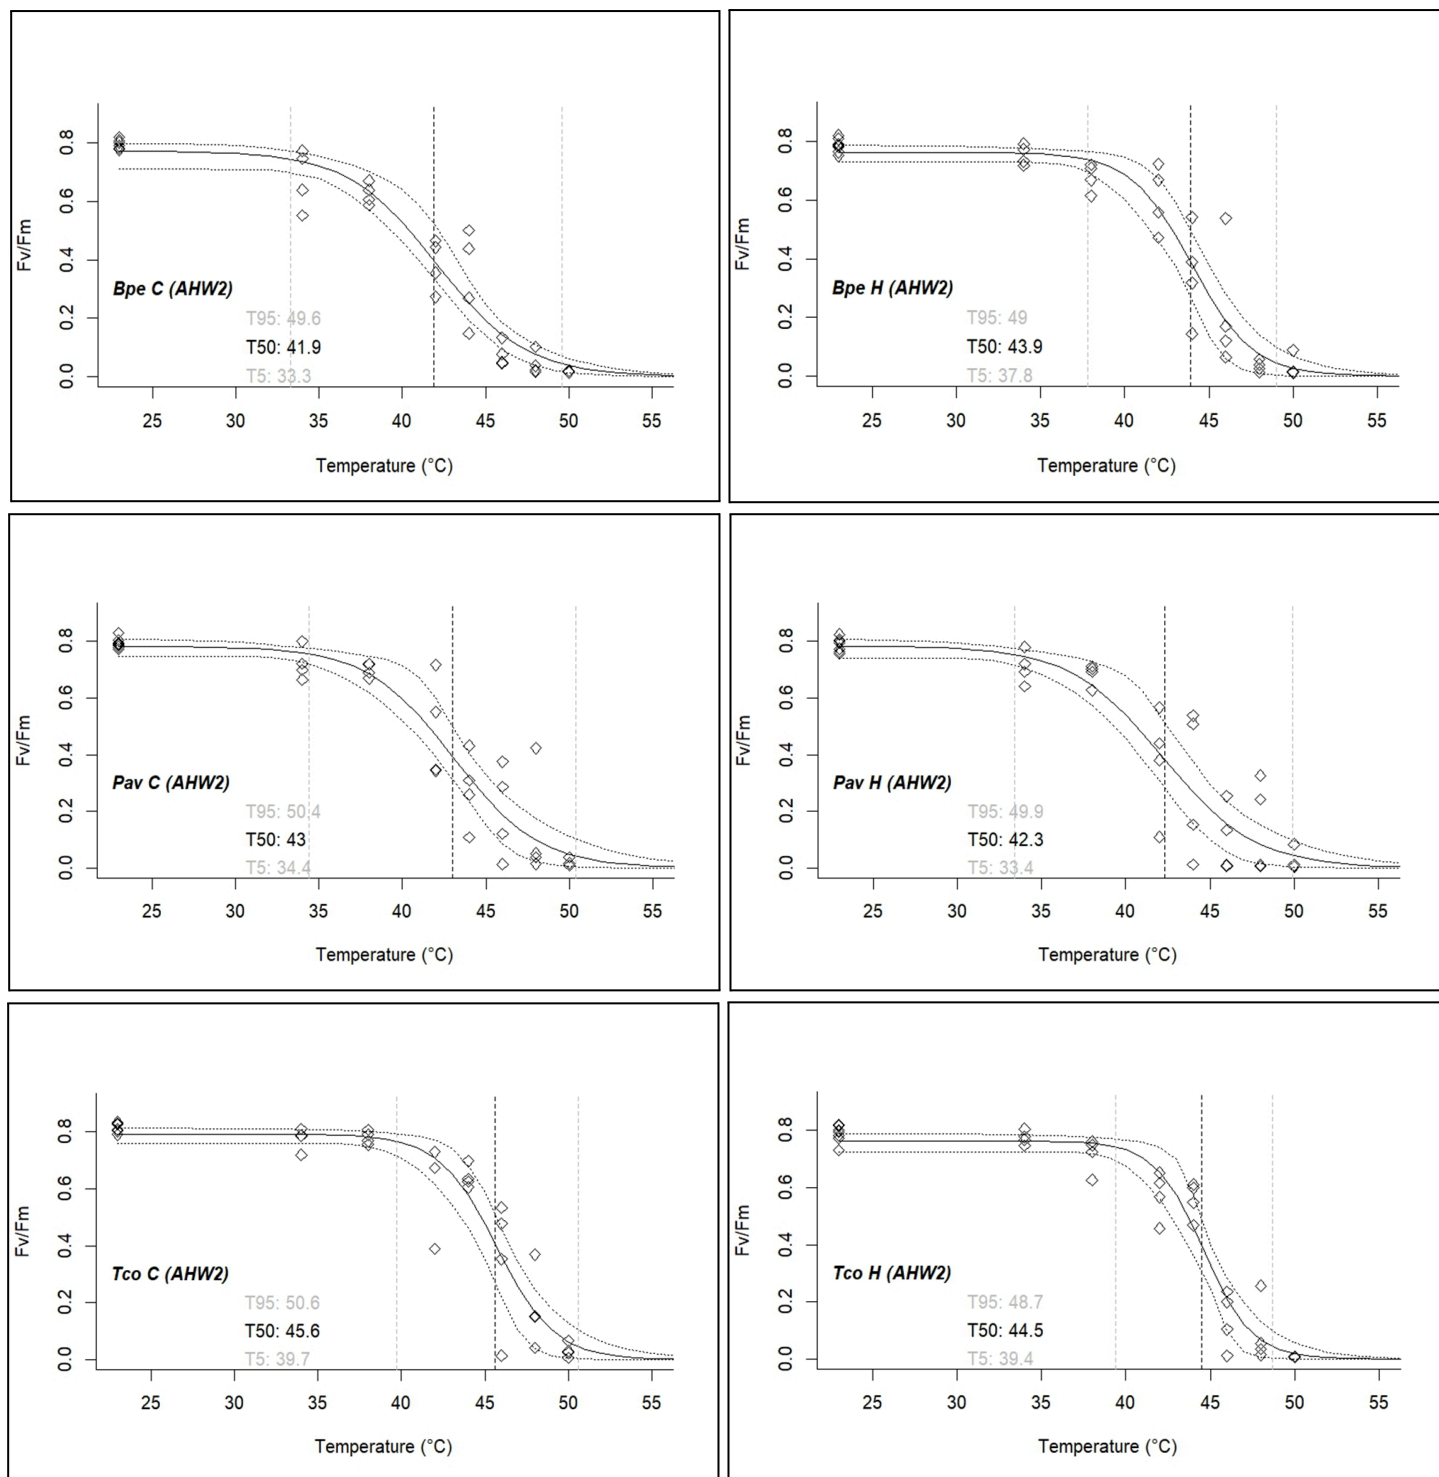 Fv/Fm
0.8
0.6
0.4
0.2
0.0
Bpe C (AHW2)
T95: 49.6
T50: 41.9
T5: 33.3
25 30 35 40 45 50 55
Temperature (°C)
Fv/Fm
0.8
0.6
0.4
0.2
0.0
Bpe H (AHW2)
T95: 49
T50: 43.9
T5: 37.8
25 30 35 40 45 50 55
Temperature (°C)
Fv/Fm
0.8
0.6
0.4
0.2
0.0
Pav C (AHW2)
T95: 50.4
T50: 43
T5: 34.4
25 30 35 40 45 50 55
Temperature (°C)
Fv/Fm
0.8
0.6
0.4
0.2
0.0
Pav H (AHW2)
T95: 49.9
T50: 42.3
T5: 33.4
25 30 35 40 45 50 55
Temperature (°C)
Fv/Fm
0.8
0.6
0.4
0.2
0.0
Tco C (AHW2)
T95: 50.6
T50: 45.6
T5: 39.7
25 30 35 40 45 50 55
Temperature (°C)
Fv/Fm
0.8
0.6
0.4
0.2
0.0
Tco H (AHW2)
T95: 48.7
T50: 44.5
T5: 39.4
25 30 35 40 45 50 55
Temperature (°C)